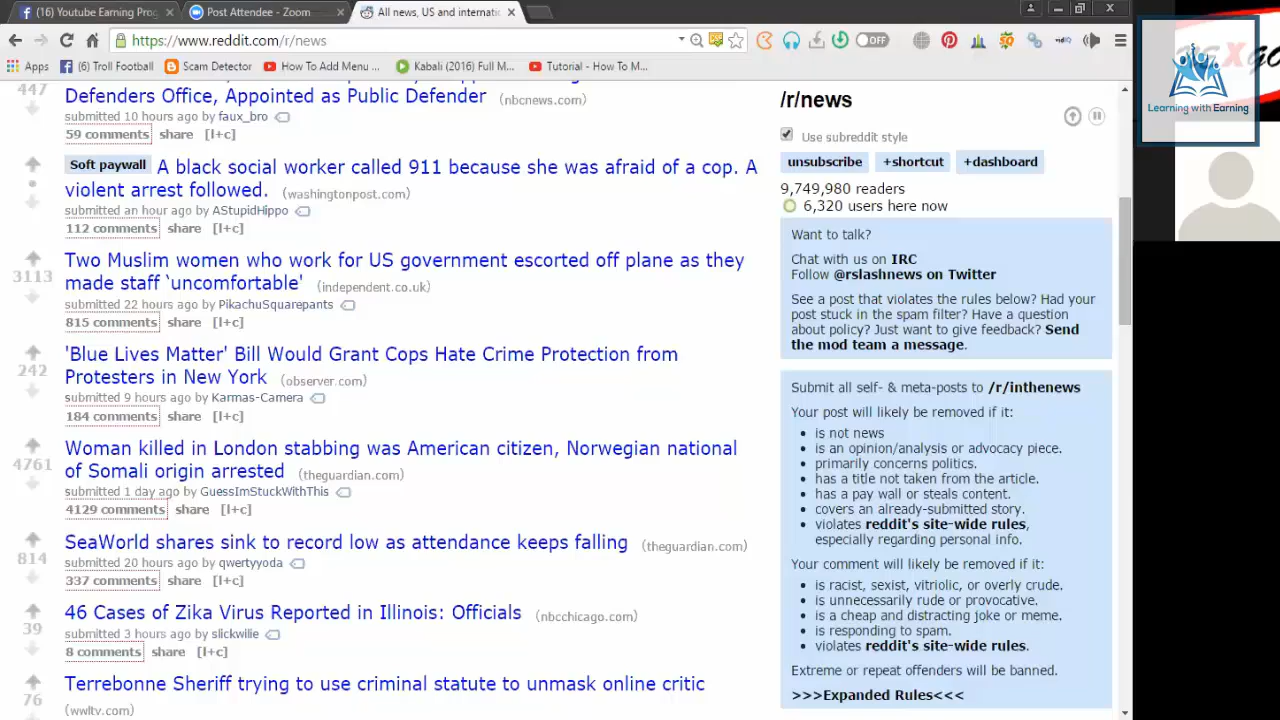 (16) Youtube Earning Prog
Post Attendee - Zoom
All news, US and internatio
https://www.reddit.com/r/news
OFF
Apps
(6) Troll Football
Scam Detector
How To Add Menu ...
Kabali (2016) Full M...
Tutorial - How To M...
Learning with Earning
447
Defenders Office, Appointed as Public Defender (nbcnews.com)
submitted 10 hours ago by faux_bro
59 comments share [l+c]
Soft paywall A black social worker called 911 because she was afraid of a cop. A
violent arrest followed. (washingtonpost.com)
submitted an hour ago by AStupidHippo
112 comments share [l+c]
3113
Two Muslim women who work for US government escorted off plane as they
made staff ‘uncomfortable' (independent.co.uk)
submitted 22 hours ago by PikachuSquarepants
815 comments share [l+c]
242
'Blue Lives Matter' Bill Would Grant Cops Hate Crime Protection from
Protesters in New York (observer.com)
submitted 9 hours ago by Karmas-Camera
184 comments share [l+c]
4761
Woman killed in London stabbing was American citizen, Norwegian national
of Somali origin arrested (theguardian.com)
submitted 1 day ago by GuessImStuckWithThis
4129 comments share [l+c]
814
SeaWorld shares sink to record low as attendance keeps falling (theguardian.com)
submitted 20 hours ago by qwertyyoda
337 comments share [l+c]
39
46 Cases of Zika Virus Reported in Illinois: Officials (nbcchicago.com)
submitted 3 hours ago by slickwilie
8 comments share [l+c]
76
Terrebonne Sheriff trying to use criminal statute to unmask online critic
(wwltv.com)
/r/news
Use subreddit style
unsubscribe +shortcut +dashboard
9,749,980 readers
6,320 users here now
Want to talk?
Chat with us on IRC
Follow @rslashnews on Twitter
See a post that violates the rules below? Had your
post stuck in the spam filter? Have a question
about policy? Just want to give feedback? Send
the mod team a message.
Submit all self- & meta-posts to /r/inthenews
Your post will likely be removed if it:
• is not news
• is an opinion/analysis or advocacy piece.
• primarily concerns politics.
• has a title not taken from the article.
• has a pay wall or steals content.
• covers an already-submitted story.
• violates reddit's site-wide rules,
especially regarding personal info.
Your comment will likely be removed if it:
• is racist, sexist, vitriolic, or overly crude.
• is unnecessarily rude or provocative.
• is a cheap and distracting joke or meme.
• is responding to spam.
• violates reddit's site-wide rules.
Extreme or repeat offenders will be banned.
>>>Expanded Rules<<<